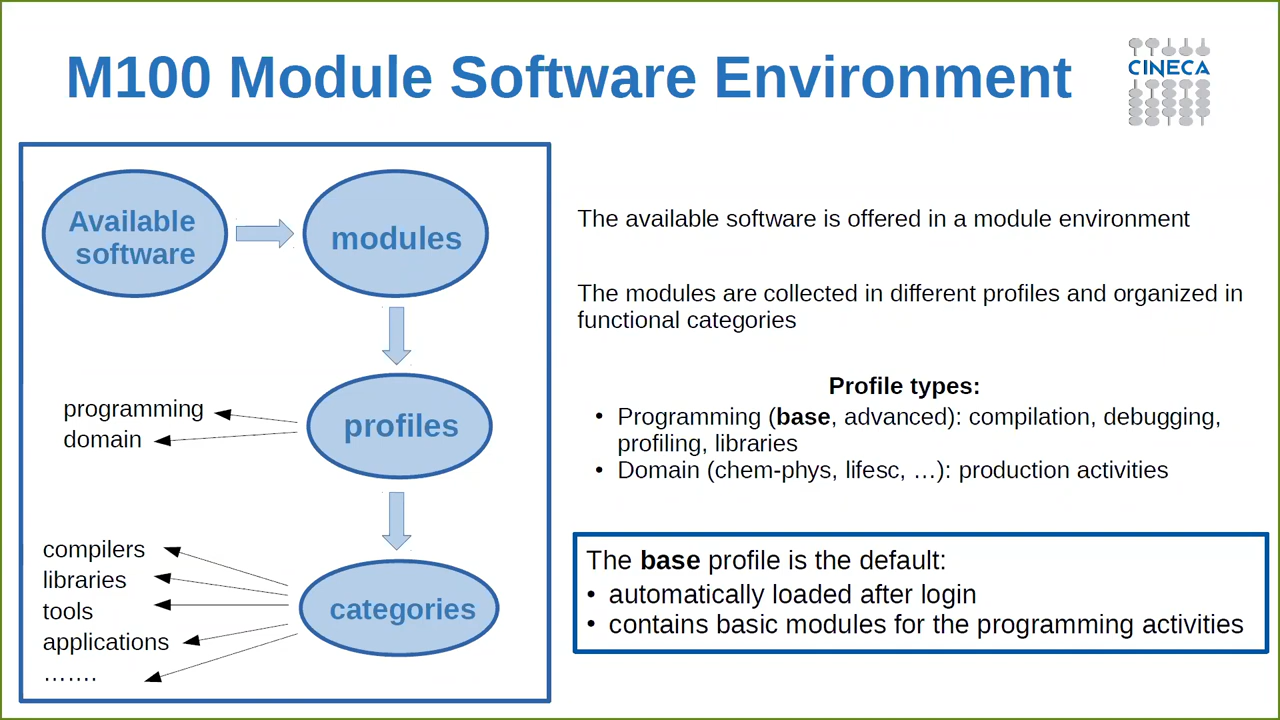 M100 Module Software Environment
CINECA
Available
software
modules
programming
domain
profiles
compilers
libraries
tools
applications
…….
categories
The available software is offered in a module environment
The modules are collected in different profiles and organized in
functional categories
Profile types:
• Programming (base, advanced): compilation, debugging,
profiling, libraries
• Domain (chem-phys, lifesc, …): production activities
The base profile is the default:
• automatically loaded after login
• contains basic modules for the programming activities